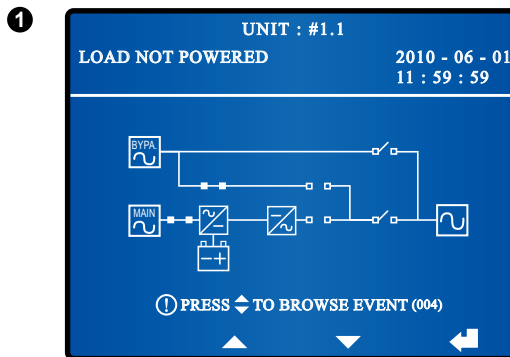 1
UNIT : #1.1
LOAD NOT POWERED
2010 - 06 - 01
11 : 59 : 59
BYPA.
MAIN
! PRESS TO BROWSE EVENT (004)